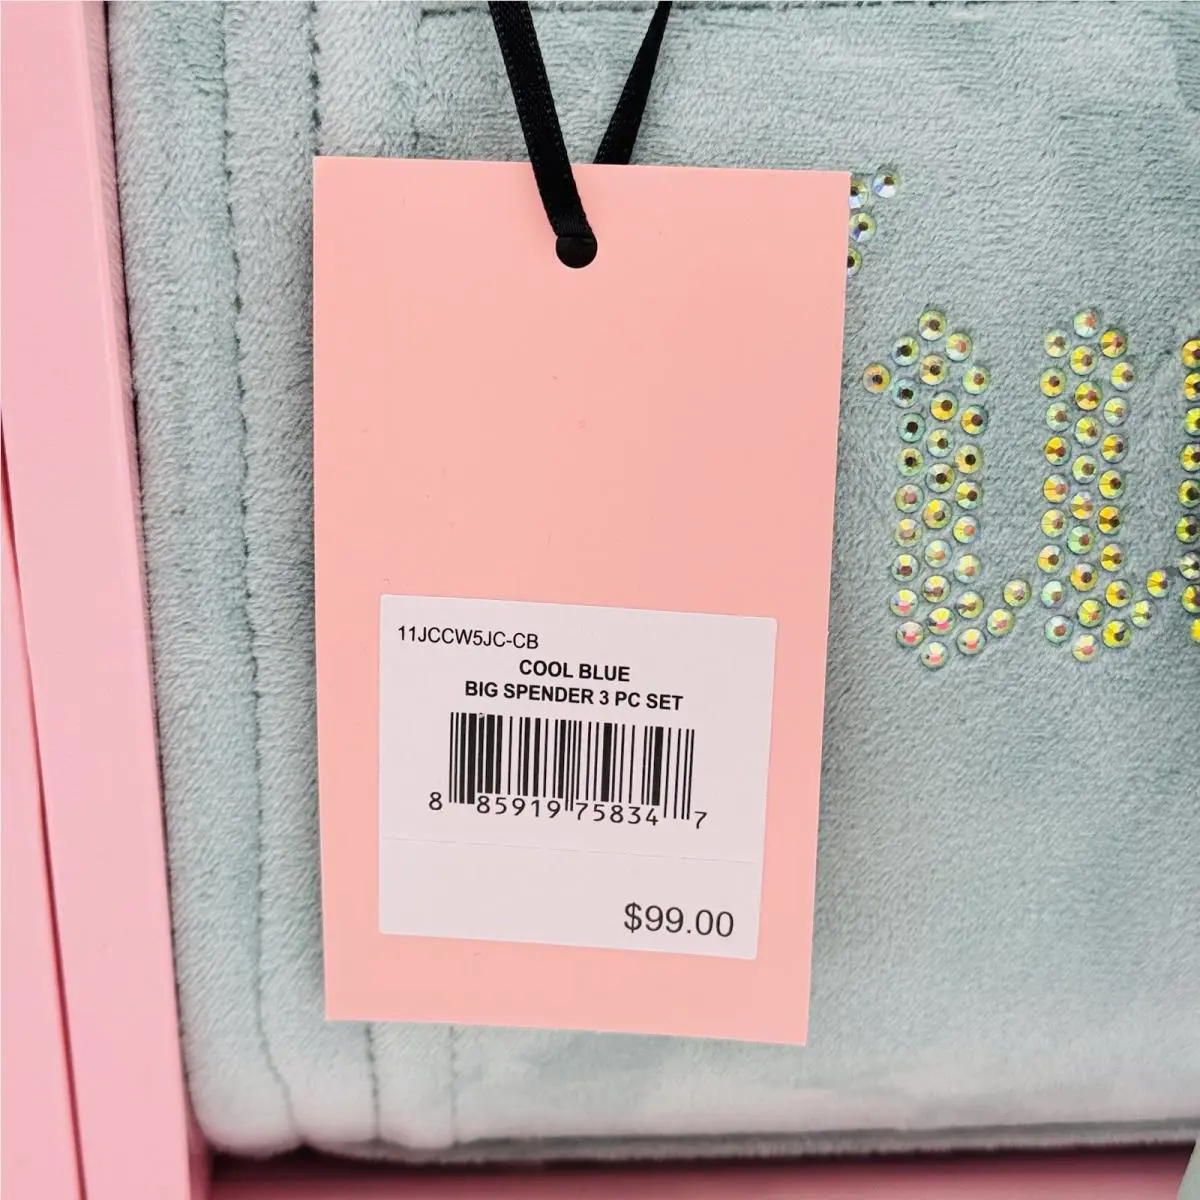 11JCCW5JC-CB
COOL BLUE
BIG SPENDER 3 PC SET
8 85919 75834 7
$99.00